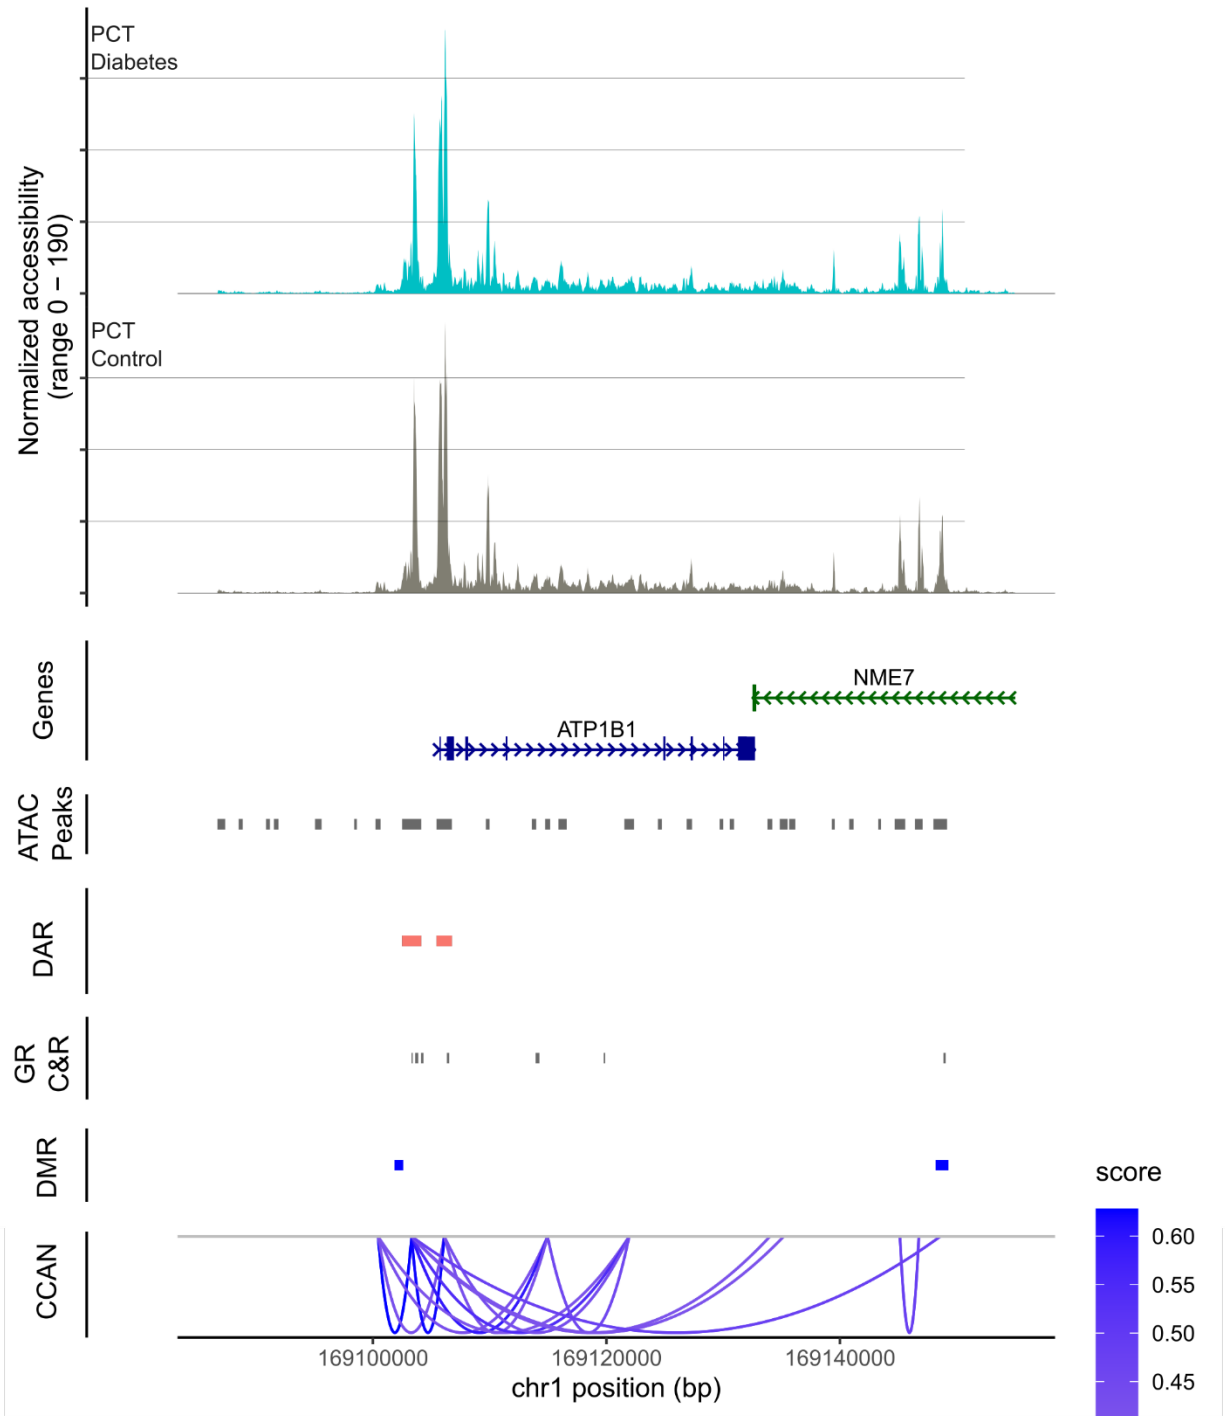 PCT
Diabetes
Normalized accessibility
(range 0 – 190)
PCT
Control
Genes
NME7
ATP1B1
ATAC
Peaks
DAR
GR
C&R
DMR
CCAN
score
0.60
0.55
0.50
0.45
169100000
169120000
169140000
chr1 position (bp)